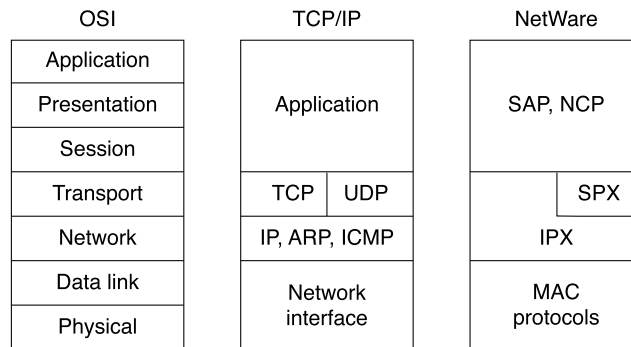 OSI
TCP/IP
NetWare
Application
Presentation
Session
Transport
Network
Data link
Physical
Application
TCP
UDP
IP, ARP, ICMP
Network
interface
SAP, NCP
SPX
IPX
MAC
protocols